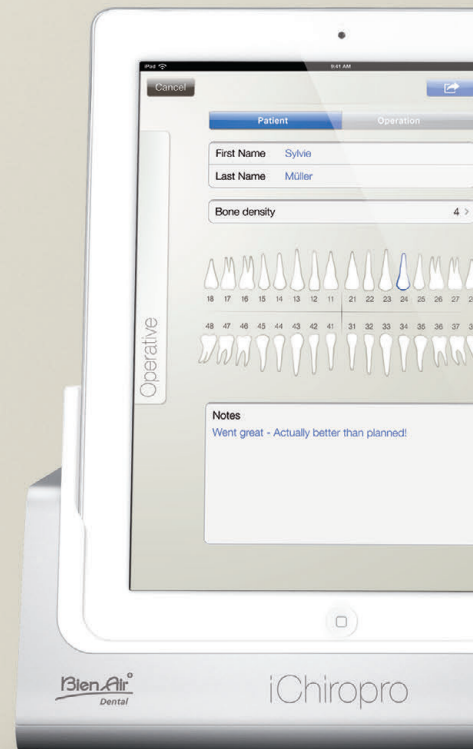 iPad 9:41 AM
Cancel
Patient Operation
First Name Sylvie
Last Name Müller
Bone density 4 >
18 17 16 15 14 13 12 11 21 22 23 24 25 26 27
48 47 46 45 44 43 42 41 31 32 33 34 35 36 37
Operative
Notes
Went great - Actually better than planned!
Bien Air
Dental
iChiropro